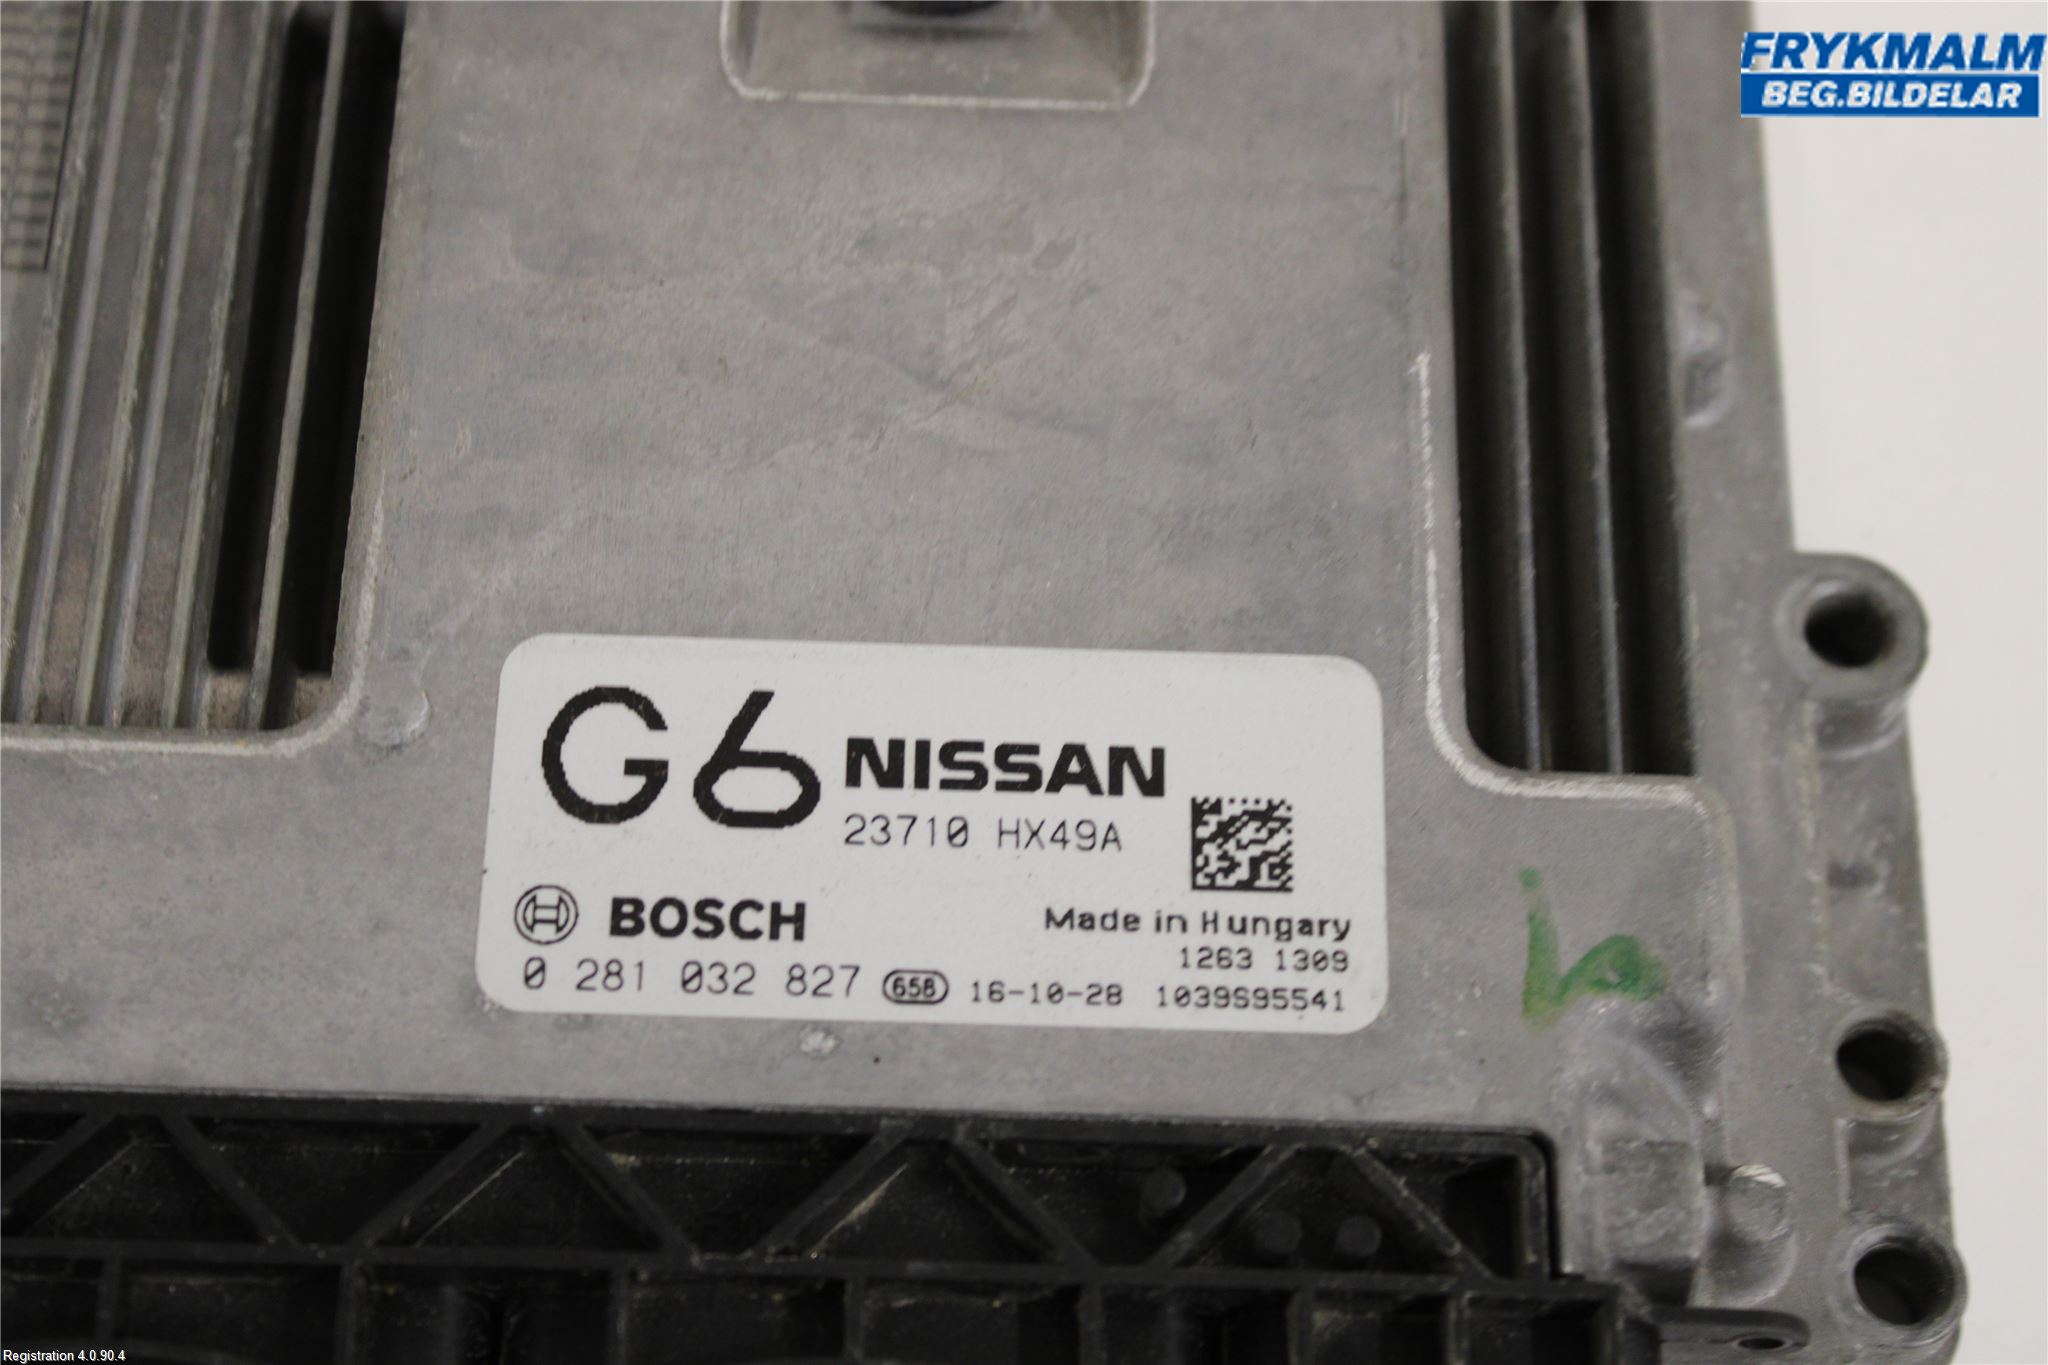 FRYKMALM
BEG.BILDELAR
G6 NISSAN
23710 HX49A
BOSCH
Made in Hungary
1263 1309
0 281 032 827 658 16-10-28 1039S95541
Registration 4.0.90.4